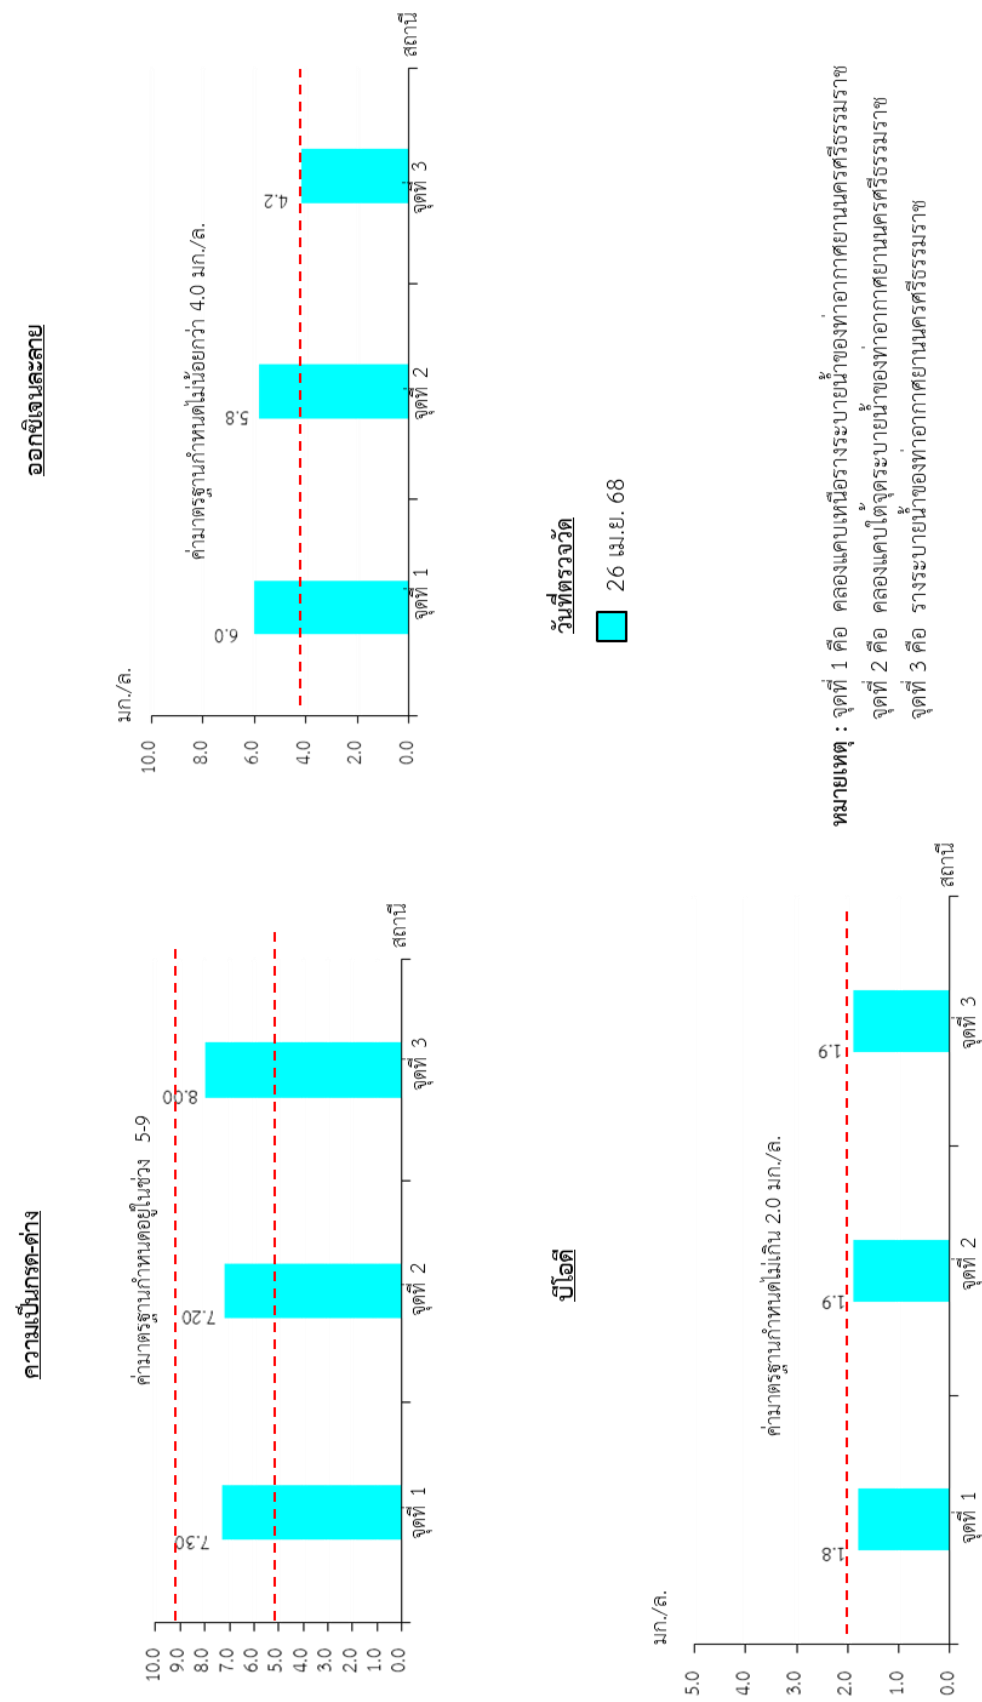 ความเป็นกรด-ด่าง
ค่ามาตรฐานกำหนดอยู่ในช่วง 5-9
10.0
9.0
8.0
7.0
6.0
5.0
4.0
3.0
2.0
1.0
0.0
7.30
7.20
8.00
จุดที่ 1
จุดที่ 2
จุดที่ 3
สถานี
ออกซิเจนละลาย
มก./ล.
ค่ามาตรฐานกำหนดไม่น้อยกว่า 4.0 มก./ล.
10.0
8.0
6.0
4.0
2.0
0.0
6.0
5.8
4.2
จุดที่ 1
จุดที่ 2
จุดที่ 3
สถานี
บีโอดี
มก./ล.
ค่ามาตรฐานกำหนดไม่เกิน 2.0 มก./ล.
5.0
4.0
3.0
2.0
1.0
0.0
1.8
1.9
1.9
จุดที่ 1
จุดที่ 2
จุดที่ 3
สถานี
วันที่ตรวจวัด
26 เม.ย. 68
หมายเหตุ : จุดที่ 1 คือ คลองแคบเหนือรางระบายน้ำของท่าอากาศยานนครศรีธรรมราช
จุดที่ 2 คือ คลองแคบใต้จุดระบายน้ำของท่าอากาศยานนครศรีธรรมราช
จุดที่ 3 คือ รางระบายน้ำของท่าอากาศยานนครศรีธรรมราช